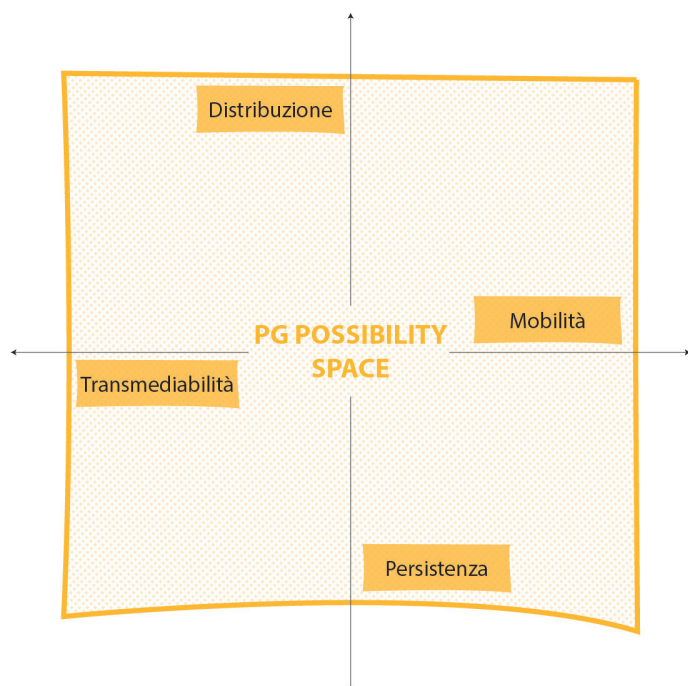 Distribuzione
Mobilità
PG POSSIBILITY
SPACE
Transmediabilità
Persistenza